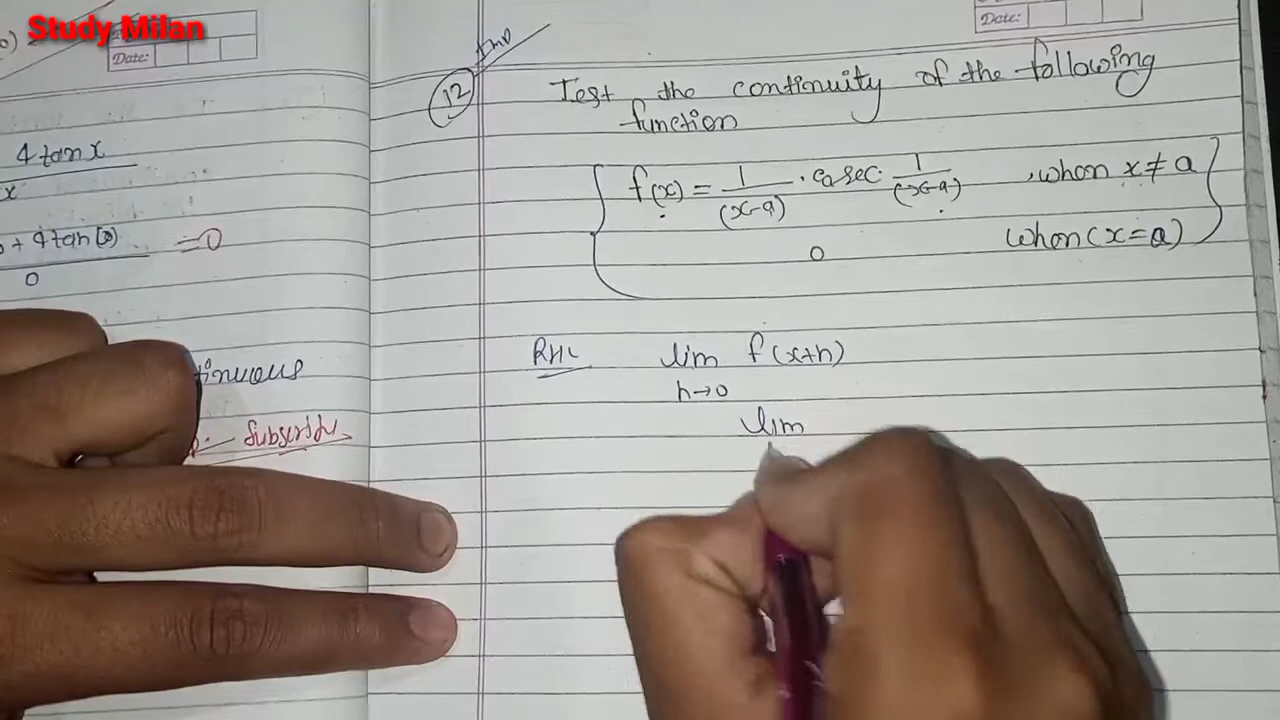 Study Milan
Date:
Date:
Imp
12
Test the continuity of the following
function
f(x) = 1/(x-a) . cosec 1/(x-a) , when x ≠ a
0 when (x = a)
4 tan x
x
+ 4 tan(0) = 0
0
tinuous
Subscribe
RHL lim f(x+h)
h→0
lim